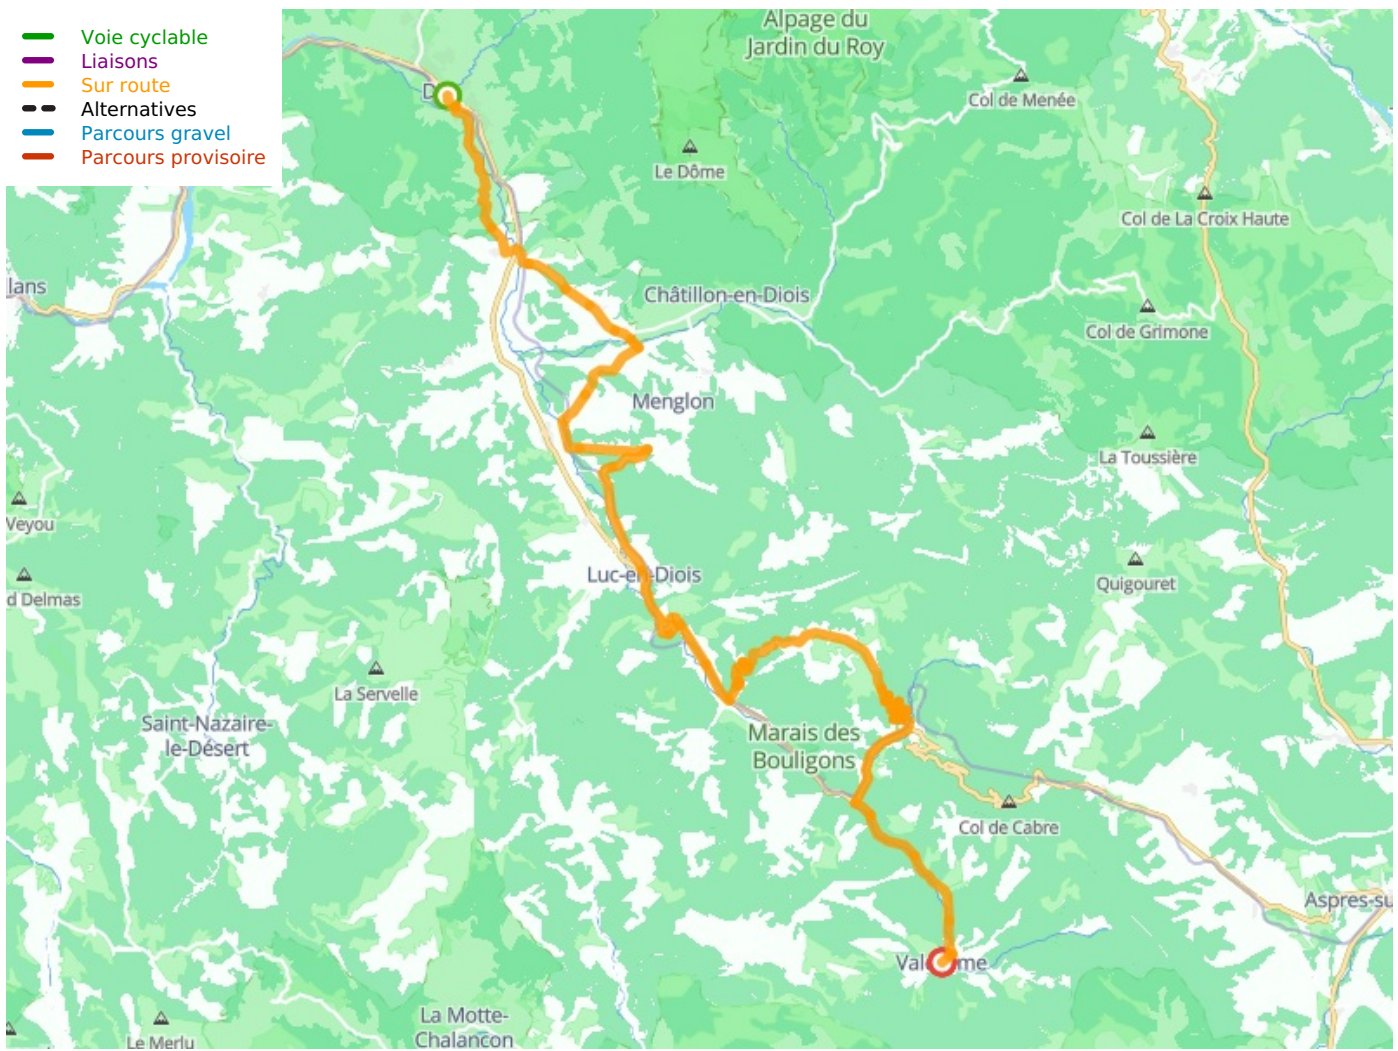 Voie cyclable
Liaisons
Sur route
Alternatives
Parcours gravel
Parcours provisoire
Alpage du
Jardin du Roy
Col de Menée
Le Dôme
Col de La Croix Haute
lans
Châtillon-en-Diois
Col de Grimone
Menglon
La Toussière
Veyou
Luc-en-Diois
Quigouret
d Delmas
La Servelle
Saint-Nazaire-
le-Désert
Marais des
Bouligons
Col de Cabre
Aspres-su
La Motte-
Chalancon
Le Merlu